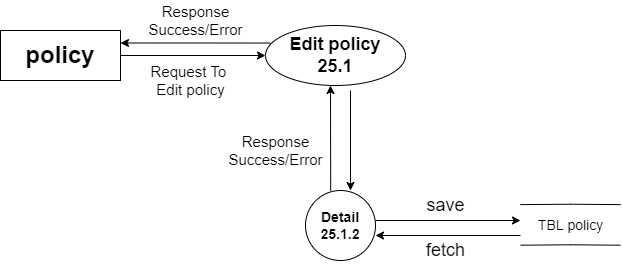 Response
Success/Error
policy
Request To
Edit policy
Edit policy
25.1
Response
Success/Error
Detail
25.1.2
save
fetch
TBL policy